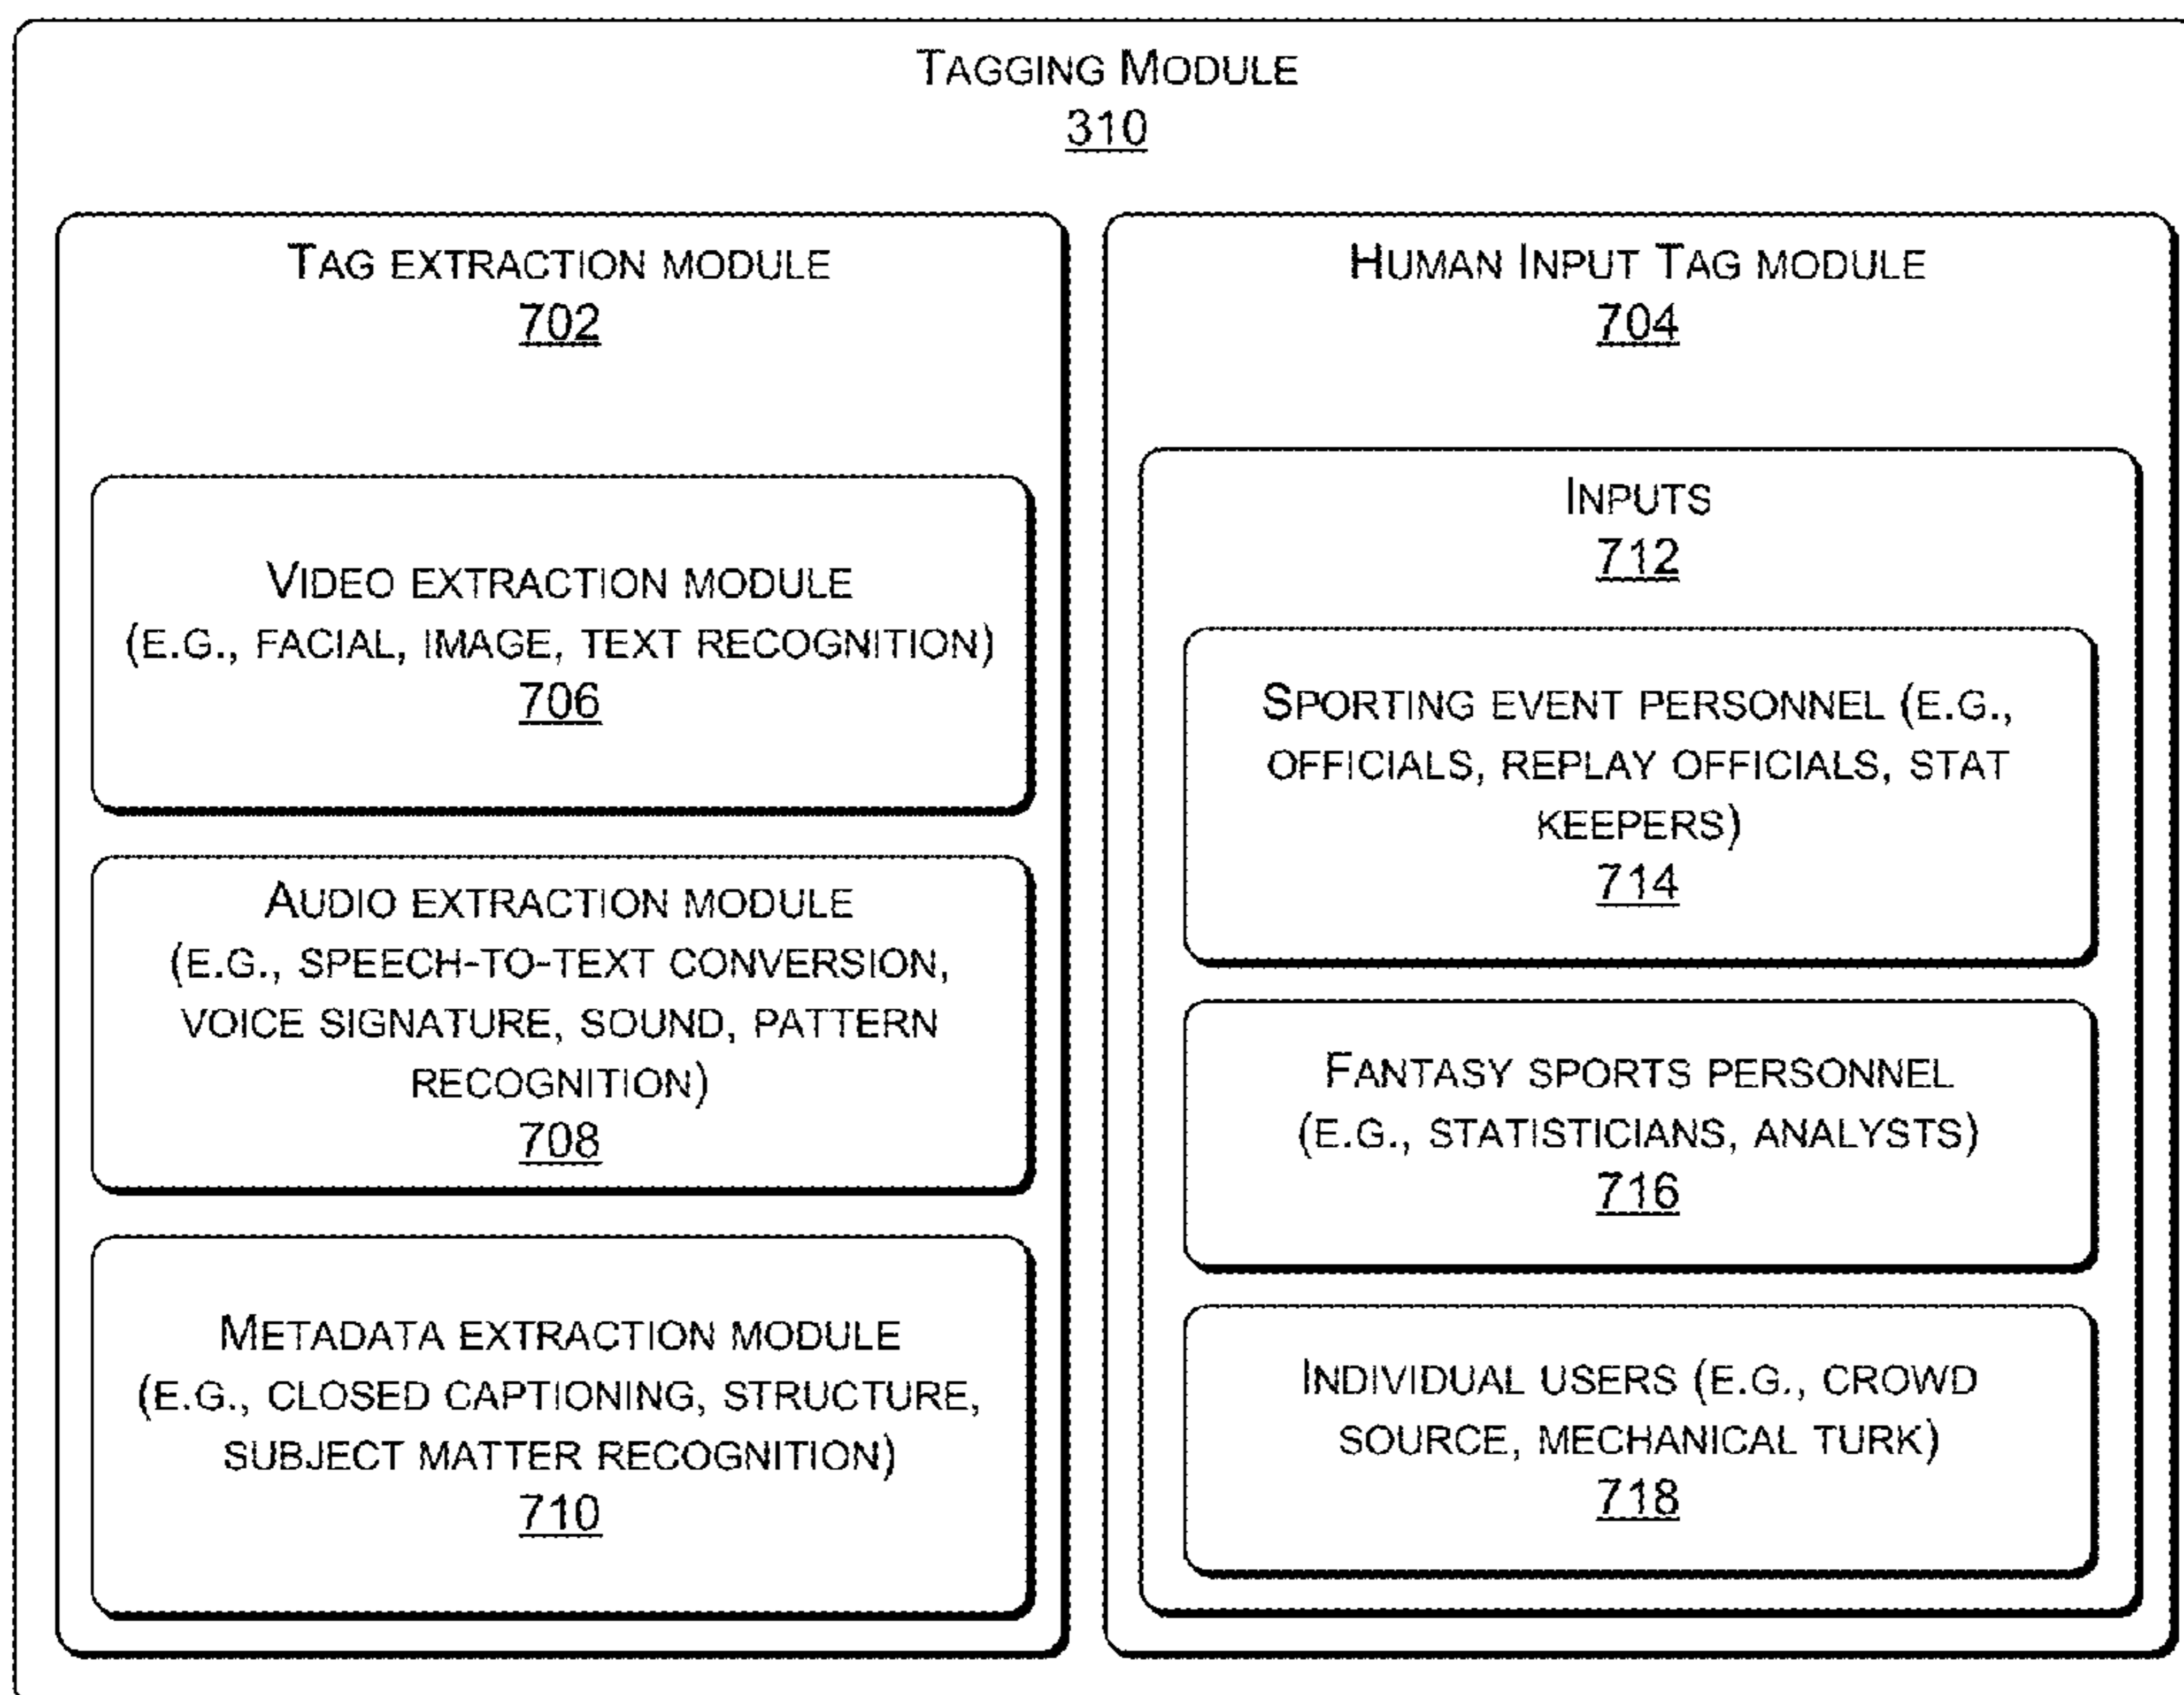 TAGGING MODULE
310
TAG EXTRACTION MODULE
702
VIDEO EXTRACTION MODULE
(E.G., FACIAL, IMAGE, TEXT RECOGNITION)
706
AUDIO EXTRACTION MODULE
(E.G., SPEECH-TO-TEXT CONVERSION,
VOICE SIGNATURE, SOUND, PATTERN
RECOGNITION)
708
METADATA EXTRACTION MODULE
(E.G., CLOSED CAPTIONING, STRUCTURE,
SUBJECT MATTER RECOGNITION)
710
HUMAN INPUT TAG MODULE
704
INPUTS
712
SPORTING EVENT PERSONNEL (E.G.,
OFFICIALS, REPLAY OFFICIALS, STAT
KEEPERS)
714
FANTASY SPORTS PERSONNEL
(E.G., STATISTICIANS, ANALYSTS)
716
INDIVIDUAL USERS (E.G., CROWD
SOURCE, MECHANICAL TURK)
718